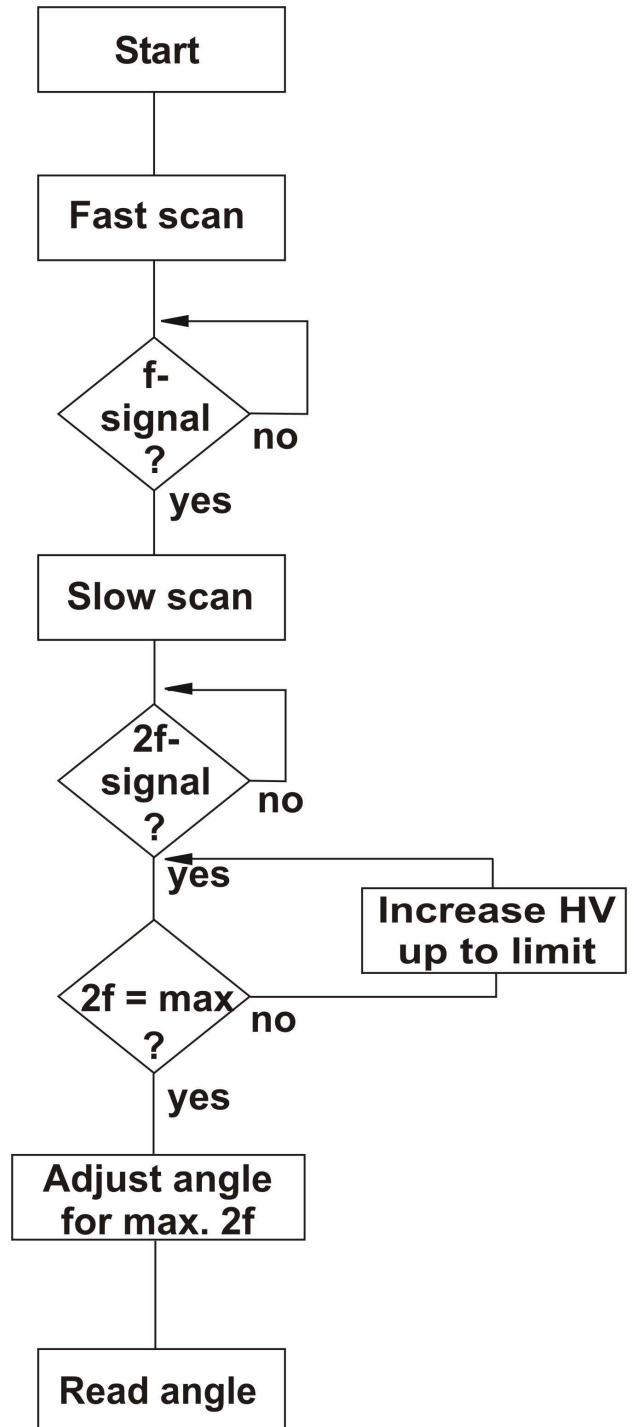 Start
Fast scan
f-
signal
?
no
yes
Slow scan
2f-
signal
?
no
yes
Increase HV
up to limit
2f = max
?
no
yes
Adjust angle
for max. 2f
Read angle